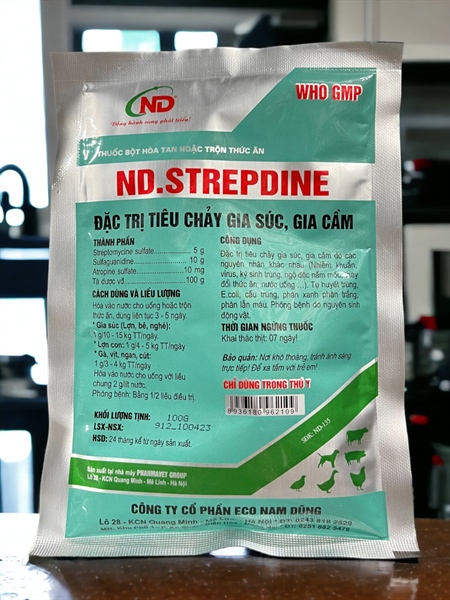 ND
Đồng hành cùng phát triển!
WHO GMP
THUỐC BỘT HÒA TAN HOẶC TRỘN THỨC ĂN
ND.STREPDINE
ĐẶC TRỊ TIÊU CHẢY GIA SÚC, GIA CẦM
THÀNH PHẦN
Streptomycine sulfate.......... 5 g
Sulfaguanidine.................... 10 g
Atropine sulfate................ 10 mg
Tá dược vđ....................... 100 g
CÁCH DÙNG VÀ LIỀU LƯỢNG
Hòa vào nước cho uống hoặc trộn
thức ăn, dùng liên tục 3 - 5 ngày.
* Gia súc (Lợn, bê, nghé):
1 g/10 - 15 kg TT/ngày
* Lợn con: 1 g/4 - 5 kg TT/ngày.
* Gà, vịt, ngan, cút:
1 g/3 - 4 kg TT/ngày
Hòa vào nước cho uống với liều
chung 2 g/lít nước.
Phòng bệnh: Bằng 1/2 liều điều trị.
KHỐI LƯỢNG TỊNH: 100G
LSX-NSX: 912_100423
HSD: 24 tháng kể từ ngày sản xuất.
CÔNG DỤNG
Đặc trị tiêu chảy gia súc, gia cầm do các
nguyên nhân khác nhau (Nhiễm khuẩn,
virus, ký sinh trùng, ngộ độc nấm mốc, thay
đổi thức ăn, nước uống ...). Tụ huyết trùng,
E.coli, cầu trùng, phân xanh phân trắng,
phân lẫn máu. Phòng bệnh do nguyên sinh
động vật.
THỜI GIAN NGỪNG THUỐC
Khai thác thịt: 07 ngày!
Bảo quản: Nơi khô thoáng, tránh ánh sáng
trực tiếp! Để xa tầm với trẻ em!
CHỈ DÙNG TRONG THÚ Y
8 936180 962109
SĐK: ND-135
Sản xuất tại nhà máy PHARMAVET GROUP
Lô 28 - KCN Quang Minh - Mê Linh - Hà Nội
CÔNG TY CỔ PHẦN ECO NAM DŨNG
Lô 28 - KCN Quang Minh - Mê Linh - Hà Nội * ĐT: 0243 818 2629